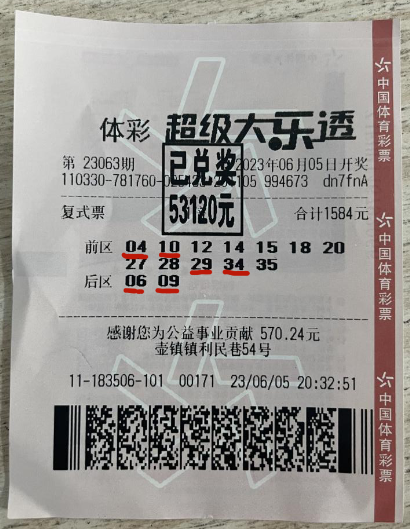 中国体育彩票
体彩 超级大乐透
第 23063期 2023年06月05日开奖
110330-781760- 105 994673 dn7fnA
已兑奖
53120元
复式票 合计1584元
前区 04 10 12 14 15 18 20
27 28 29 34 35
后区 06 09
感谢您为公益事业贡献 570.24元
壶镇镇利民巷54号
11-183506-101 00171 23/06/05 20:32:51
中国体育彩票
中国体育彩票